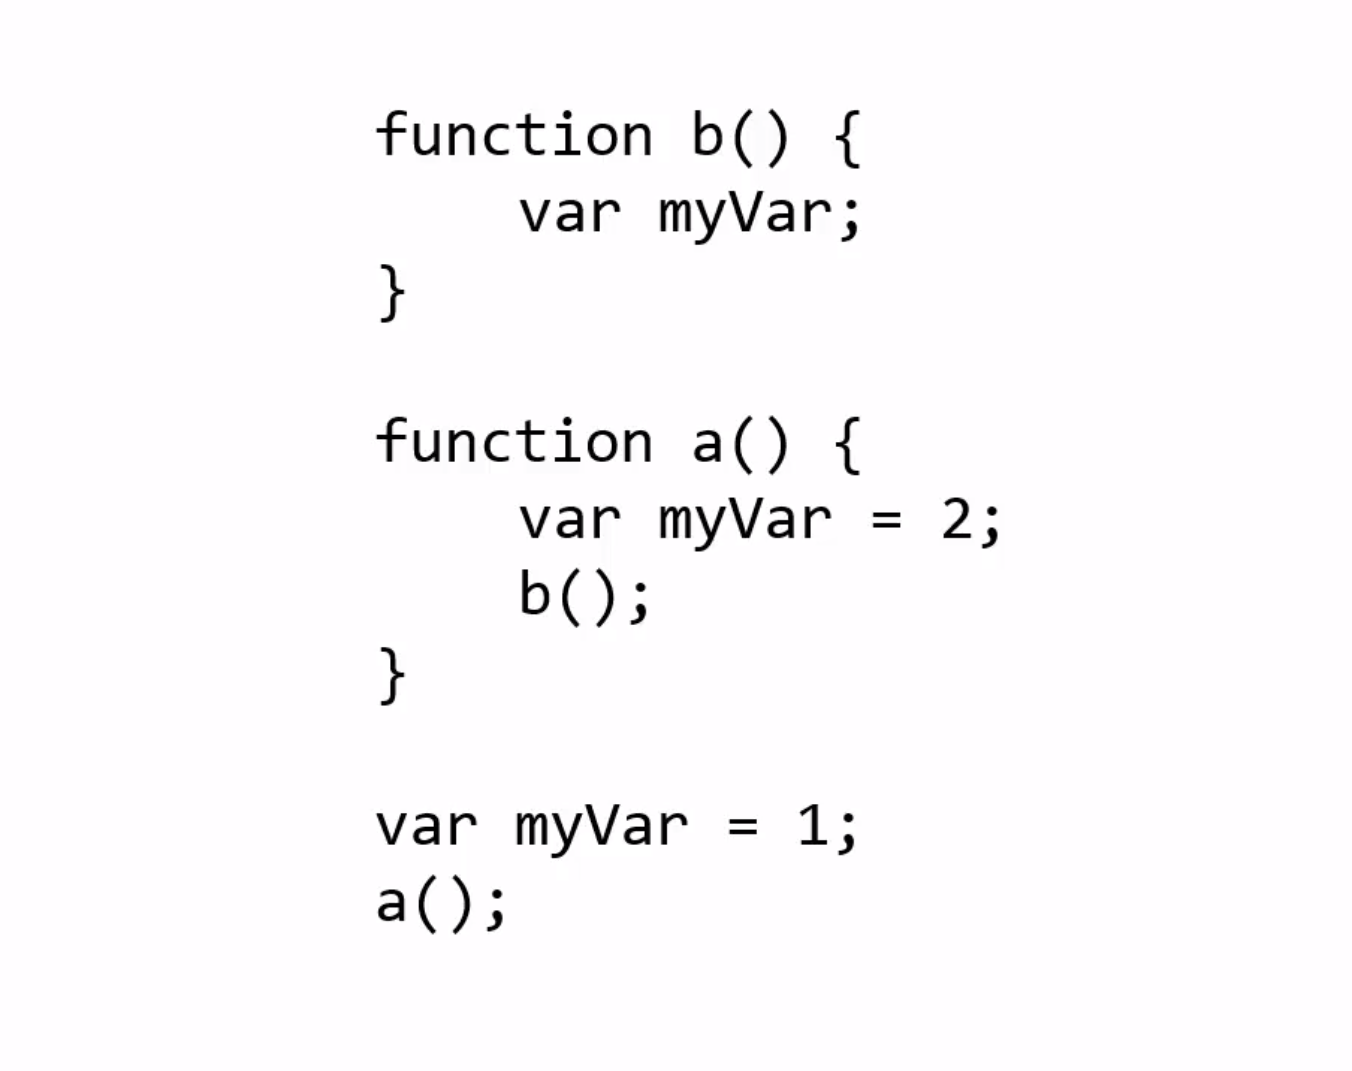 function b() {
    var myVar;
}

function a() {
    var myVar = 2;
    b();
}

var myVar = 1;
a();